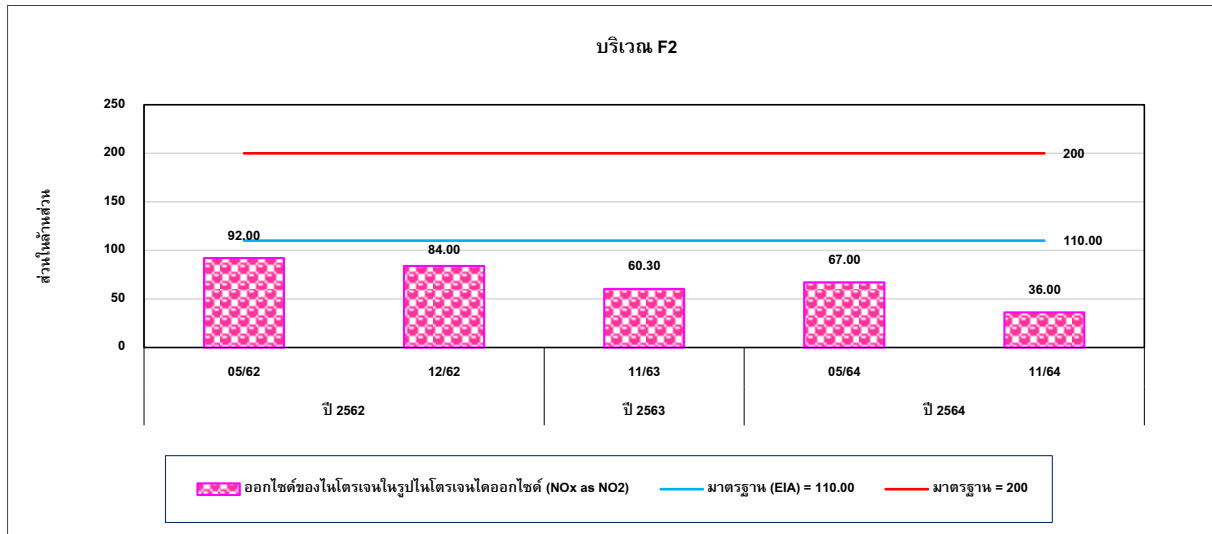 บริเวณ F2
ส่วนในล้านส่วน
250
200
150
100
50
0
200
110.00
92.00
84.00
60.30
67.00
36.00
05/62 12/62 11/63 05/64 11/64
ปี 2562 ปี 2563 ปี 2564
ออกไซด์ของไนโตรเจนในรูปไนโตรเจนไดออกไซด์ (NOx as NO2) มาตรฐาน (EIA) = 110.00 มาตรฐาน = 200